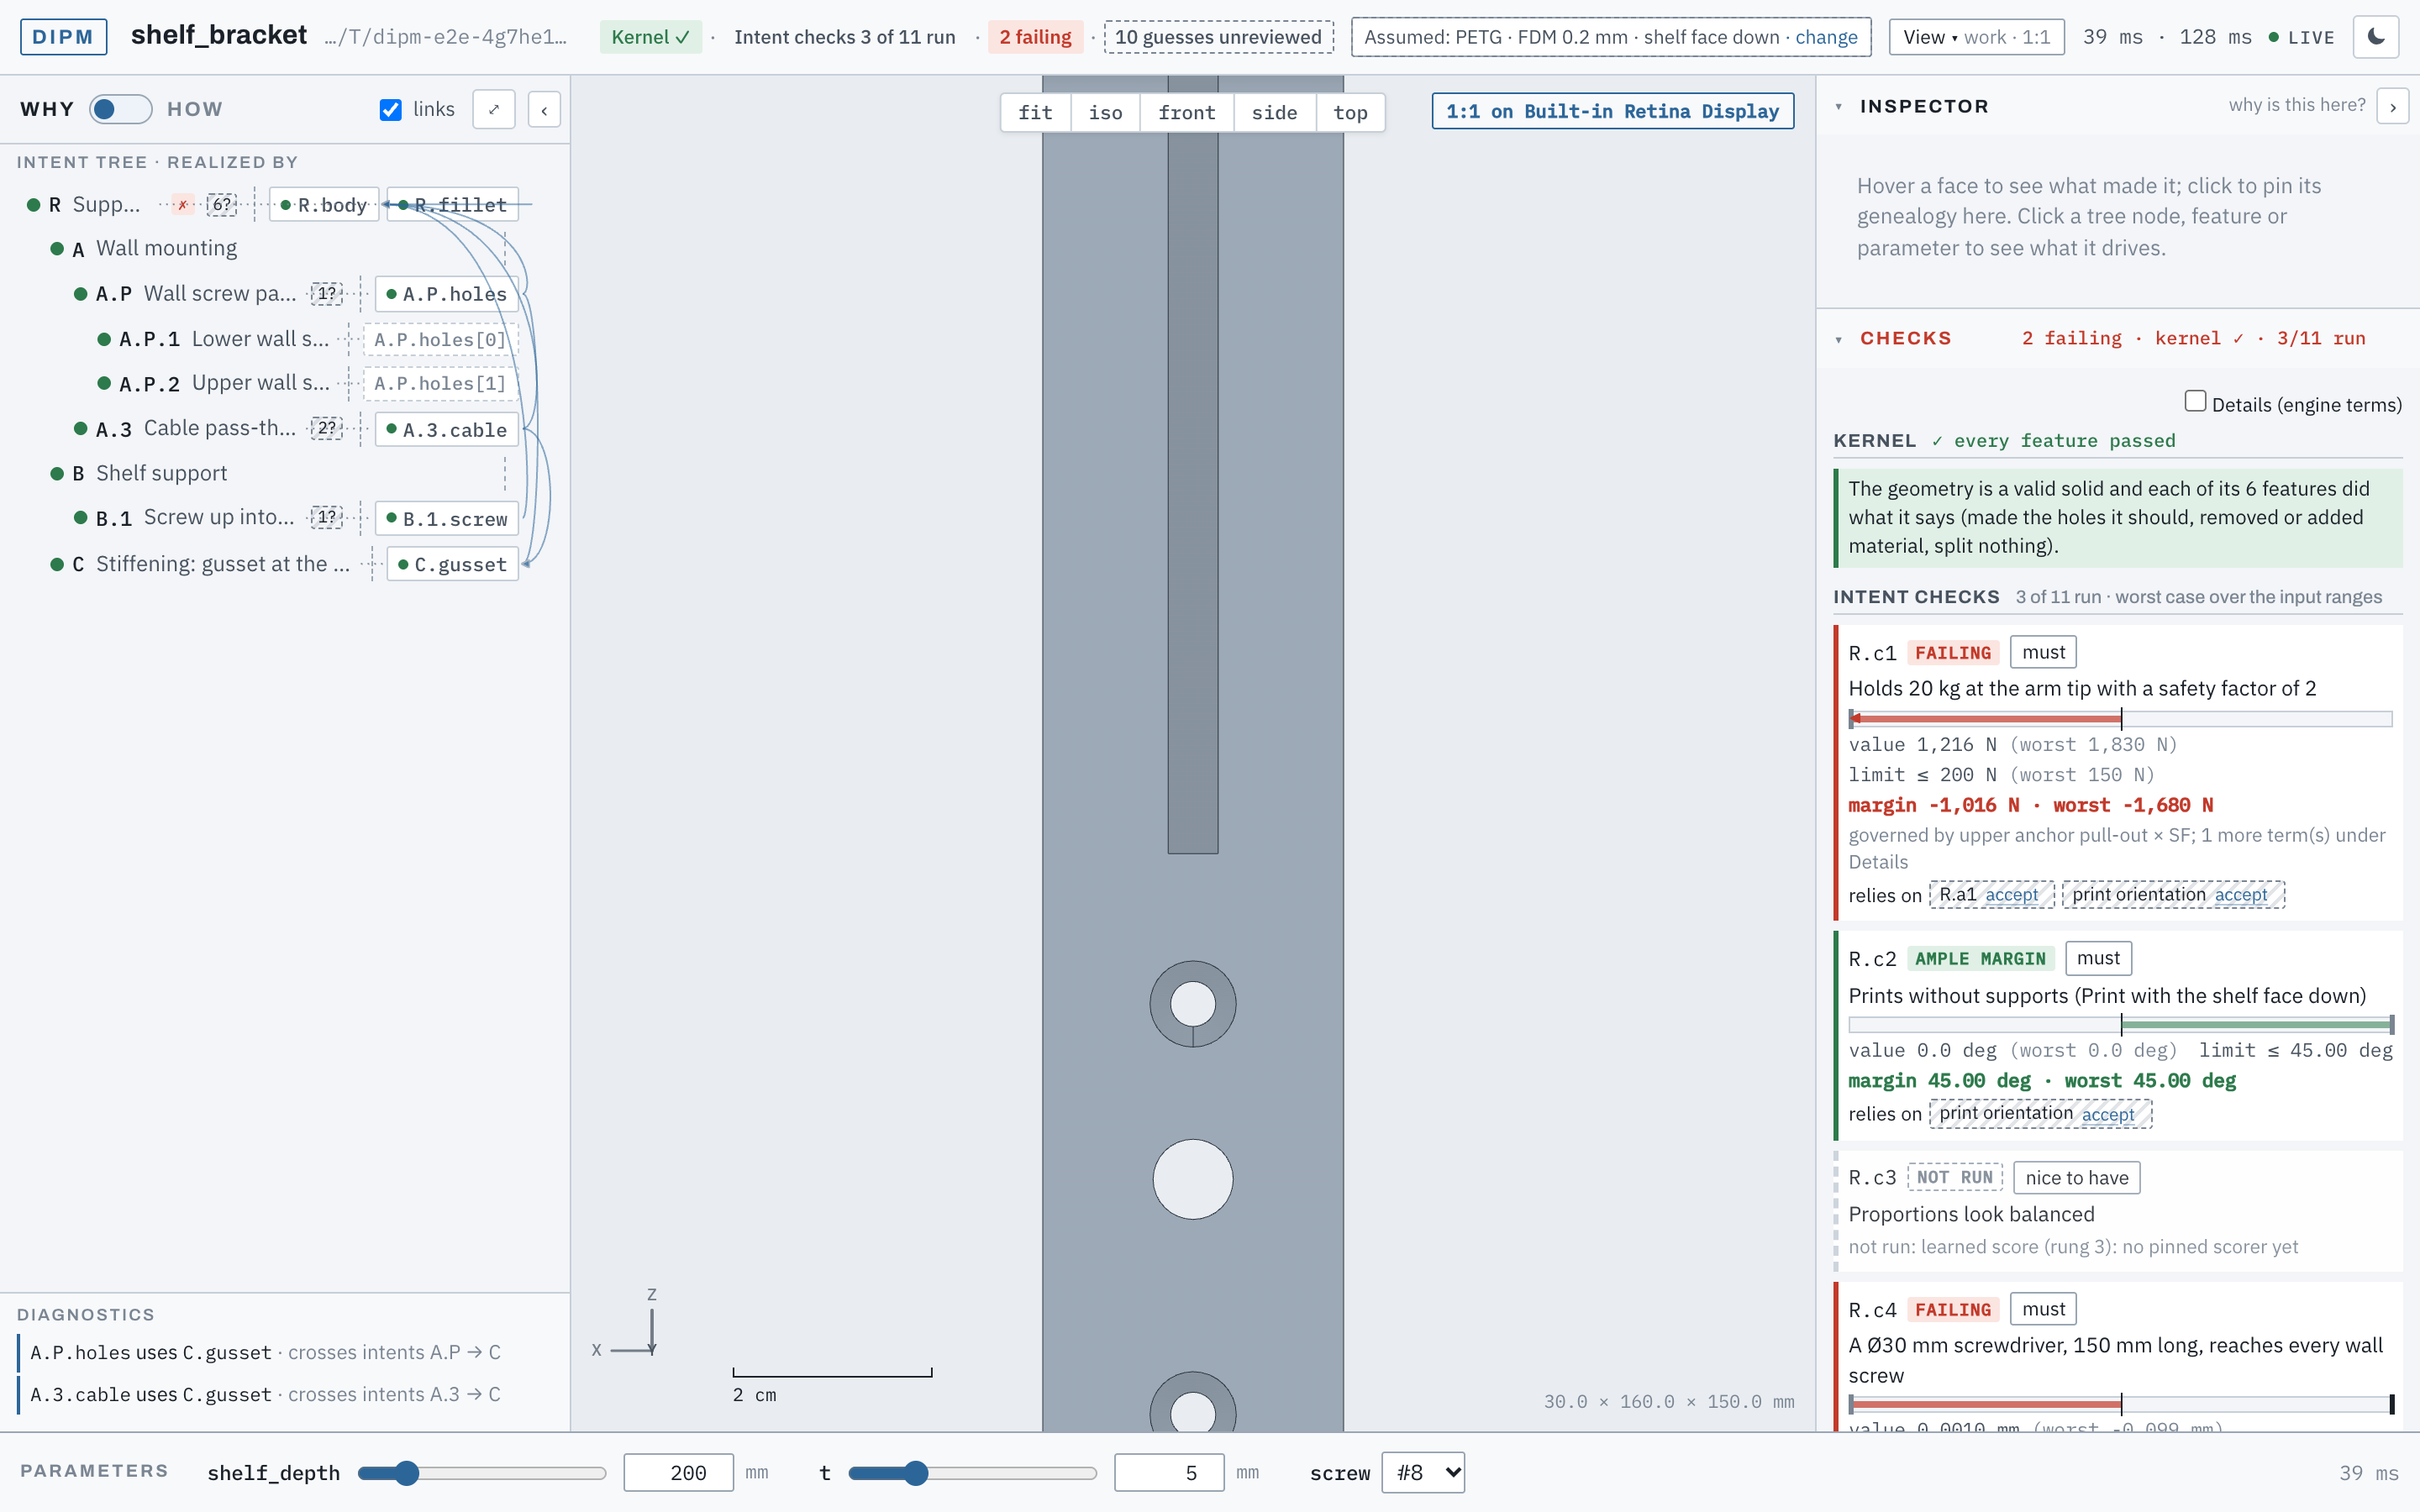 DIPM shelf_bracket …/T/dipm-e2e-4g7he1… Kernel ✓ · Intent checks 3 of 11 run · 2 failing · 10 guesses unreviewed Assumed: PETG · FDM 0.2 mm · shelf face down · change View ▾ work · 1:1 39 ms · 128 ms LIVE
WHY HOW links
INTENT TREE · REALIZED BY
R Supp… ✗ 6? R.body R.fillet
A Wall mounting
A.P Wall screw pa… 1? A.P.holes
A.P.1 Lower wall s… A.P.holes[0]
A.P.2 Upper wall s… A.P.holes[1]
A.3 Cable pass-th… 2? A.3.cable
B Shelf support
B.1 Screw up into… 1? B.1.screw
C Stiffening: gusset at the … C.gusset
DIAGNOSTICS
A.P.holes uses C.gusset · crosses intents A.P → C
A.3.cable uses C.gusset · crosses intents A.3 → C
fit iso front side top
1:1 on Built-in Retina Display
Z
X
Y
2 cm
30.0 × 160.0 × 150.0 mm
INSPECTOR why is this here?
Hover a face to see what made it; click to pin its
genealogy here. Click a tree node, feature or
parameter to see what it drives.
CHECKS 2 failing · kernel ✓ · 3/11 run
Details (engine terms)
KERNEL ✓ every feature passed
The geometry is a valid solid and each of its 6 features did
what it says (made the holes it should, removed or added
material, split nothing).
INTENT CHECKS 3 of 11 run · worst case over the input ranges
R.c1 FAILING must
Holds 20 kg at the arm tip with a safety factor of 2
value 1,216 N (worst 1,830 N)
limit ≤ 200 N (worst 150 N)
margin -1,016 N · worst -1,680 N
governed by upper anchor pull-out × SF; 1 more term(s) under
Details
relies on R.a1 accept print orientation accept
R.c2 AMPLE MARGIN must
Prints without supports (Print with the shelf face down)
value 0.0 deg (worst 0.0 deg) limit ≤ 45.00 deg
margin 45.00 deg · worst 45.00 deg
relies on print orientation accept
R.c3 NOT RUN nice to have
Proportions look balanced
not run: learned score (rung 3): no pinned scorer yet
R.c4 FAILING must
A Ø30 mm screwdriver, 150 mm long, reaches every wall
screw
value 0.0010 mm (worst -0.099 mm)
PARAMETERS shelf_depth 200 mm t 5 mm screw #8 39 ms